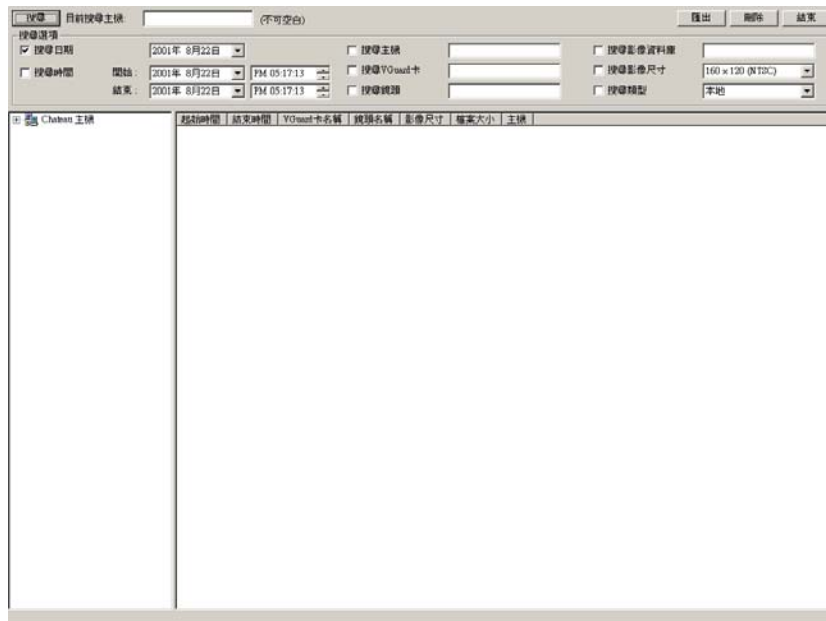 搜尋 目前搜尋主機: (不可空白) 匯出 刪除 結束
搜尋選項
搜尋日期 2001年 8月22日 搜尋主機 搜尋影像資料庫
搜尋時間 開始: 2001年 8月22日 PM 05:17:13 搜尋VGuard卡 搜尋影像尺寸 160 x 120 (NTSC)
結束: 2001年 8月22日 PM 05:17:13 搜尋鏡頭 搜尋類型 本地
Chateau 主機 起始時間 結束時間 VGuard卡名稱 鏡頭名稱 影像尺寸 檔案大小 主機